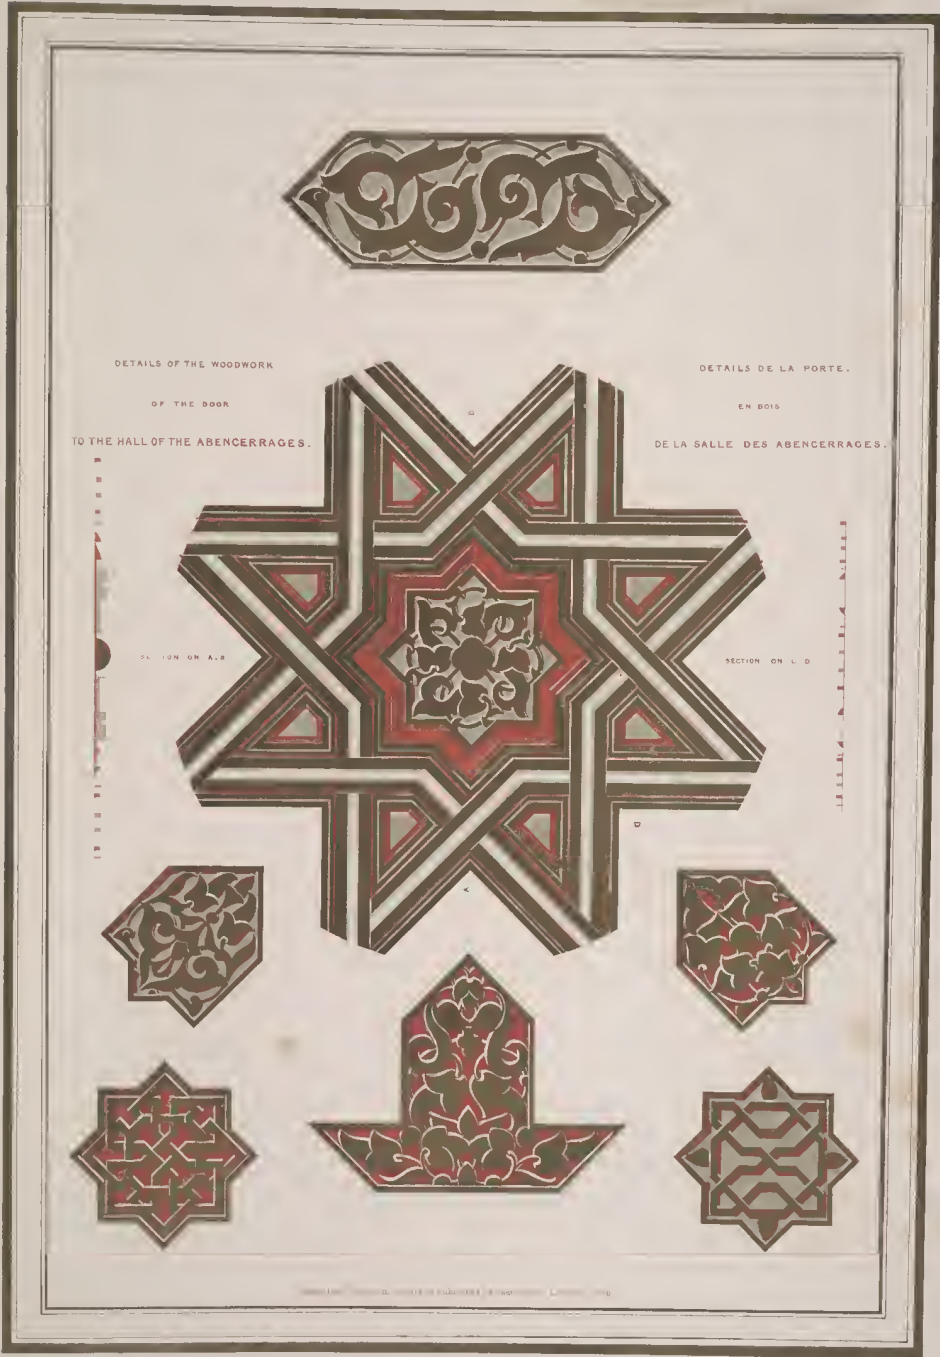 DETAILS OF THE WOODWORK
OF THE DOOR
TO THE HALL OF THE ABENCERRAGES.
DETAILS DE LA PORTE.
EN BOIS
DE LA SALLE DES ABENCERRAGES.
ON A.B
SECTION ON D
D
A